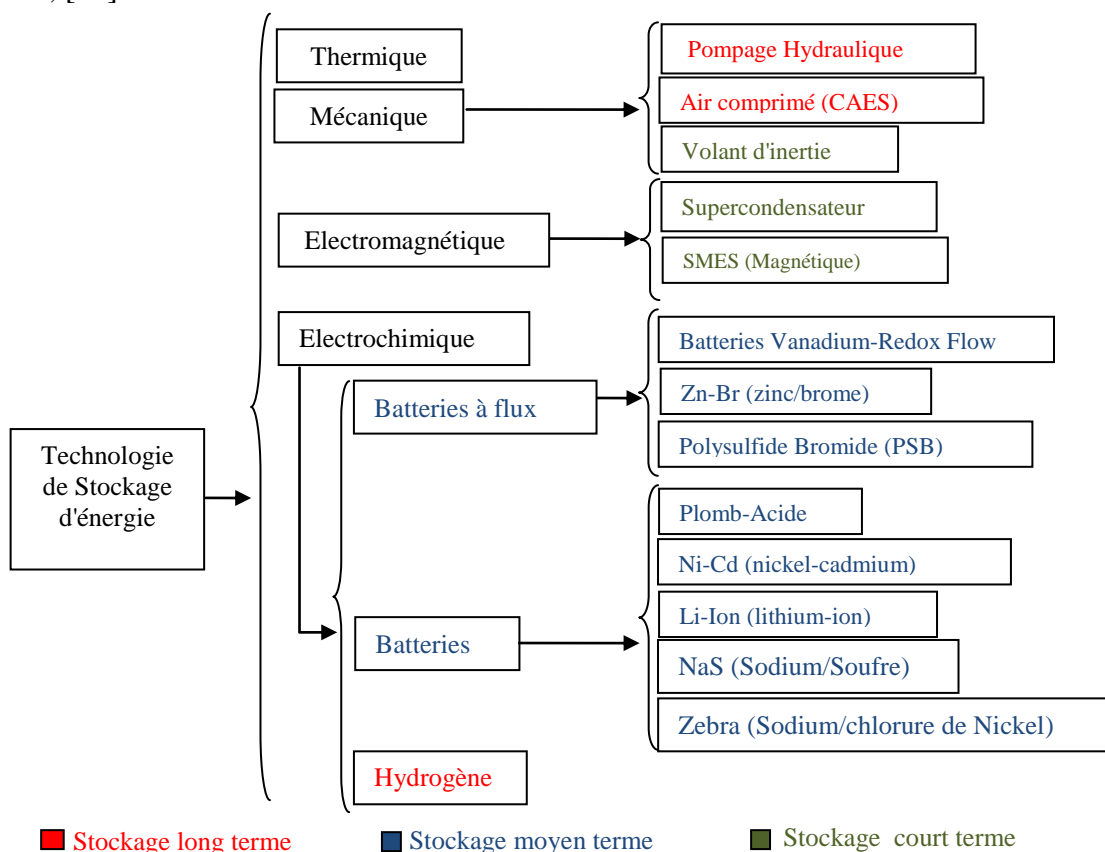 Thermique
Mécanique
Pompage Hydraulique
Air comprimé (CAES)
Volant d'inertie
Electromagnétique
Supercondensateur
SMES (Magnétique)
Electrochimique
Batteries à flux
Batteries Vanadium-Redox Flow
Zn-Br (zinc/brome)
Polysulfide Bromide (PSB)
Technologie
de Stockage
d'énergie
Batteries
Plomb-Acide
Ni-Cd (nickel-cadmium)
Li-Ion (lithium-ion)
NaS (Sodium/Soufre)
Zebra (Sodium/chlorure de Nickel)
Hydrogène
Stockage long terme
Stockage moyen terme
Stockage court terme